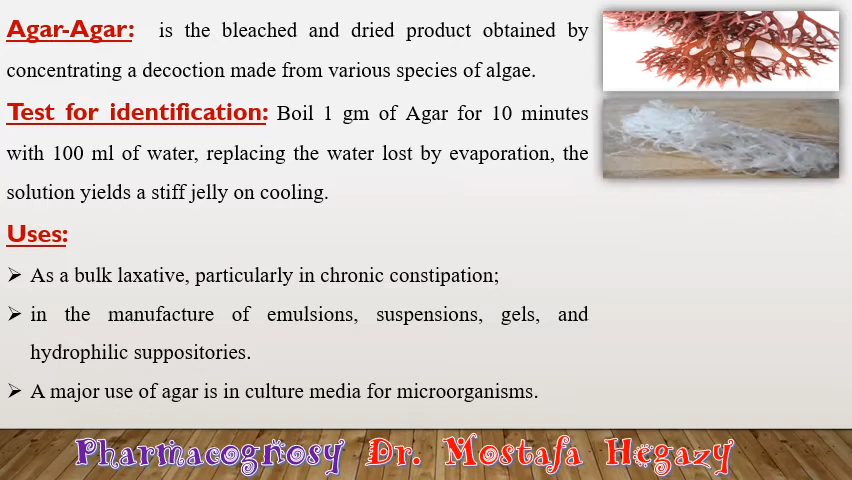 Agar-Agar: is the bleached and dried product obtained by
concentrating a decoction made from various species of algae.
Test for identification: Boil 1 gm of Agar for 10 minutes
with 100 ml of water, replacing the water lost by evaporation, the
solution yields a stiff jelly on cooling.
Uses:
➢ As a bulk laxative, particularly in chronic constipation;
➢ in the manufacture of emulsions, suspensions, gels, and
hydrophilic suppositories.
➢ A major use of agar is in culture media for microorganisms.
Pharmacognosy Dr. Mostafa Hegazy